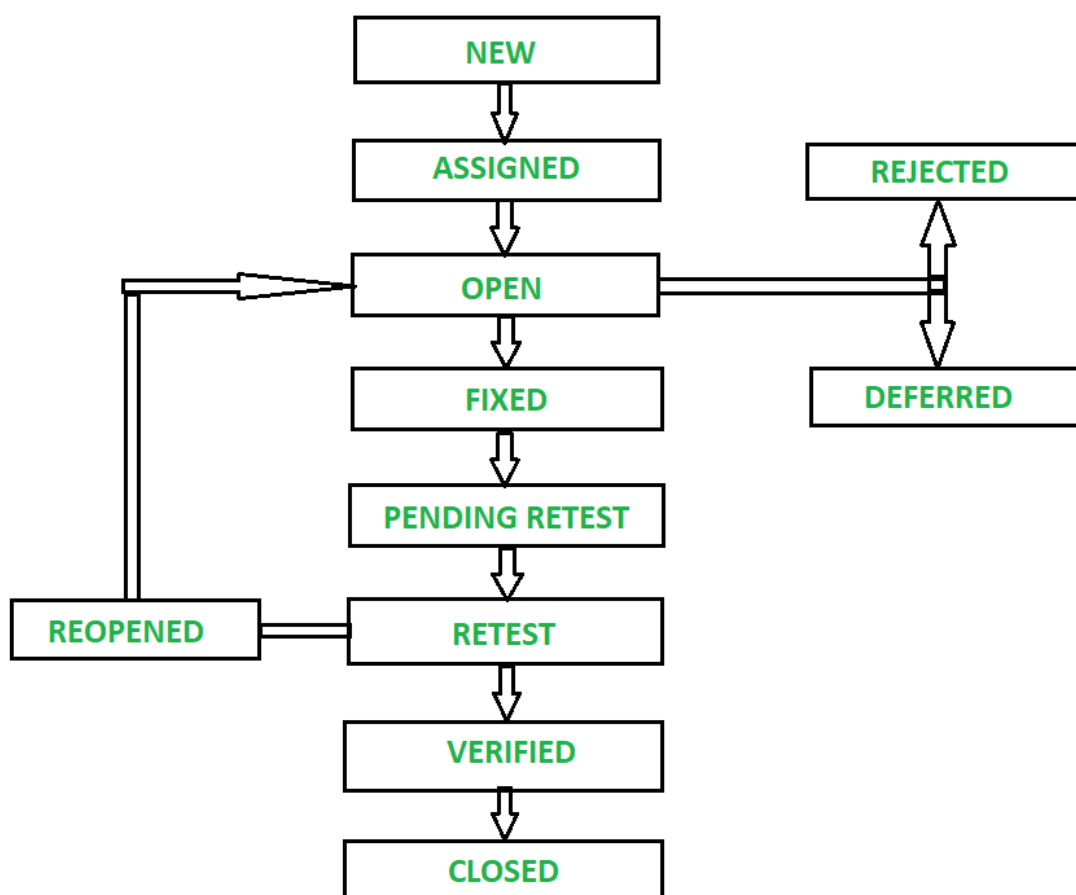 NEW
ASSIGNED
REJECTED
OPEN
FIXED
DEFERRED
PENDING RETEST
REOPENED
RETEST
VERIFIED
CLOSED